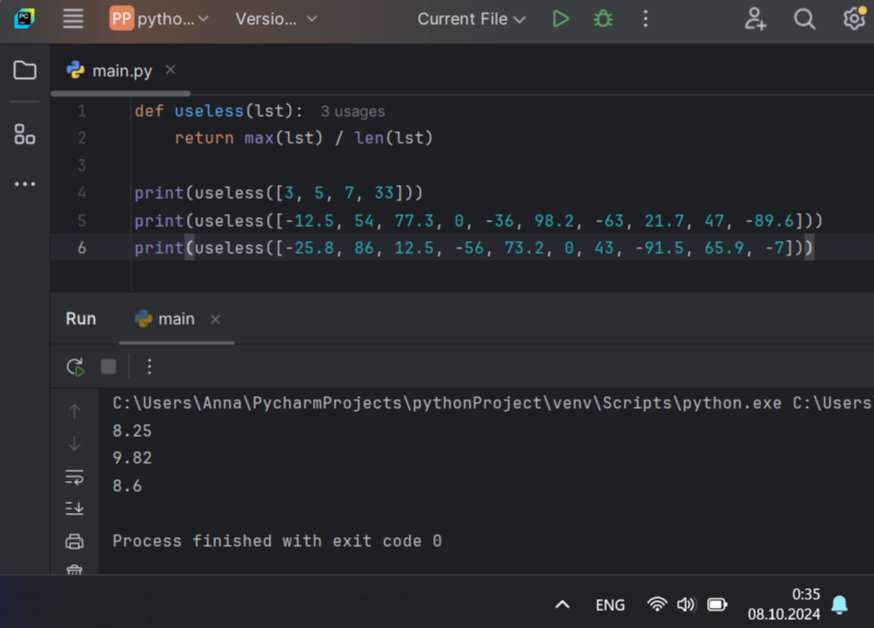 PC
PP pytho... Versio... Current File
main.py
1 def useless(lst): 3 usages
2 return max(lst) / len(lst)
3
4 print(useless([3, 5, 7, 33]))
5 print(useless([-12.5, 54, 77.3, 0, -36, 98.2, -63, 21.7, 47, -89.6]))
6 print(useless([-25.8, 86, 12.5, -56, 73.2, 0, 43, -91.5, 65.9, -7]))
Run main
C:\Users\Anna\PycharmProjects\pythonProject\venv\Scripts\python.exe C:\Users
8.25
9.82
8.6
Process finished with exit code 0
ENG
0:35
08.10.2024